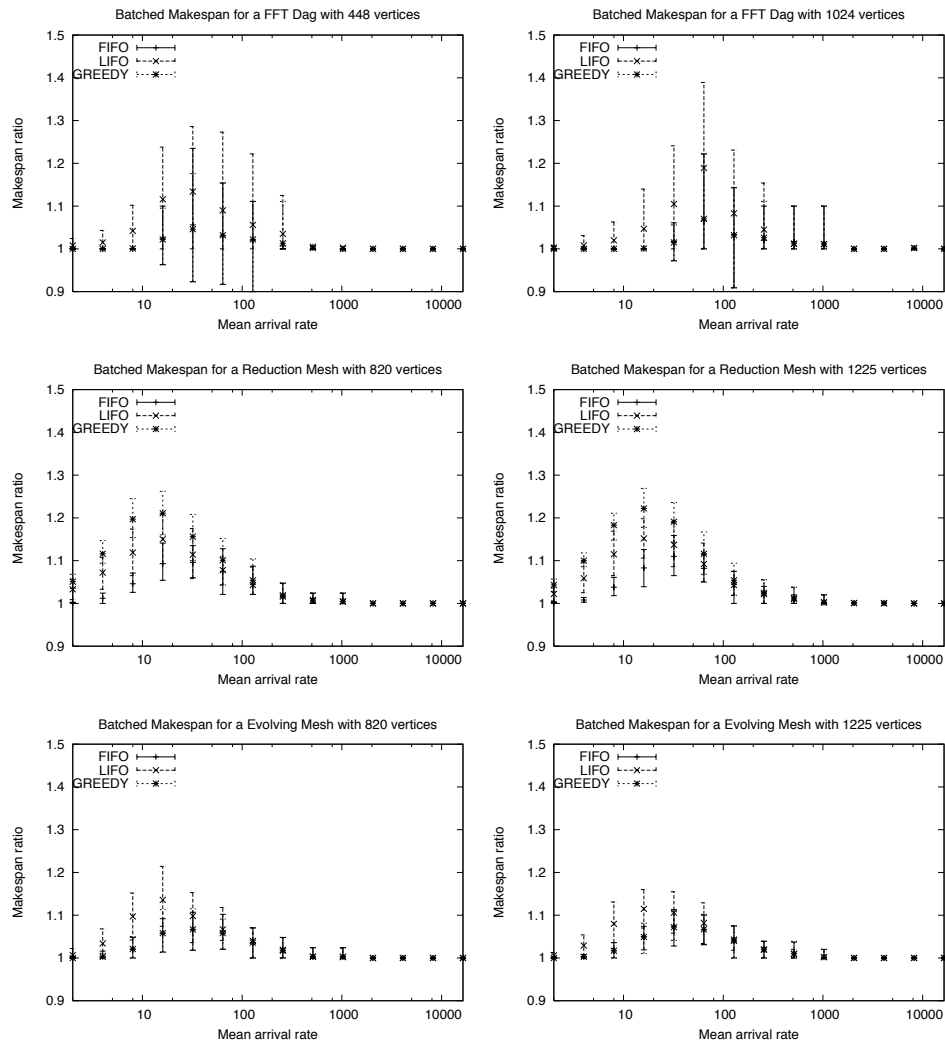 Batched Makespan for a FFT Dag with 448 vertices
1.5
1.4
1.3
1.2
1.1
1
0.9
10
100
1000
10000
Makespan ratio
Mean arrival rate
FIFO
LIFO
GREEDY
Batched Makespan for a FFT Dag with 1024 vertices
1.5
1.4
1.3
1.2
1.1
1
0.9
10
100
1000
10000
Makespan ratio
Mean arrival rate
FIFO
LIFO
GREEDY
Batched Makespan for a Reduction Mesh with 820 vertices
1.5
1.4
1.3
1.2
1.1
1
0.9
10
100
1000
10000
Makespan ratio
Mean arrival rate
FIFO
LIFO
GREEDY
Batched Makespan for a Reduction Mesh with 1225 vertices
1.5
1.4
1.3
1.2
1.1
1
0.9
10
100
1000
10000
Makespan ratio
Mean arrival rate
FIFO
LIFO
GREEDY
Batched Makespan for a Evolving Mesh with 820 vertices
1.5
1.4
1.3
1.2
1.1
1
0.9
10
100
1000
10000
Makespan ratio
Mean arrival rate
FIFO
LIFO
GREEDY
Batched Makespan for a Evolving Mesh with 1225 vertices
1.5
1.4
1.3
1.2
1.1
1
0.9
10
100
1000
10000
Makespan ratio
Mean arrival rate
FIFO
LIFO
GREEDY